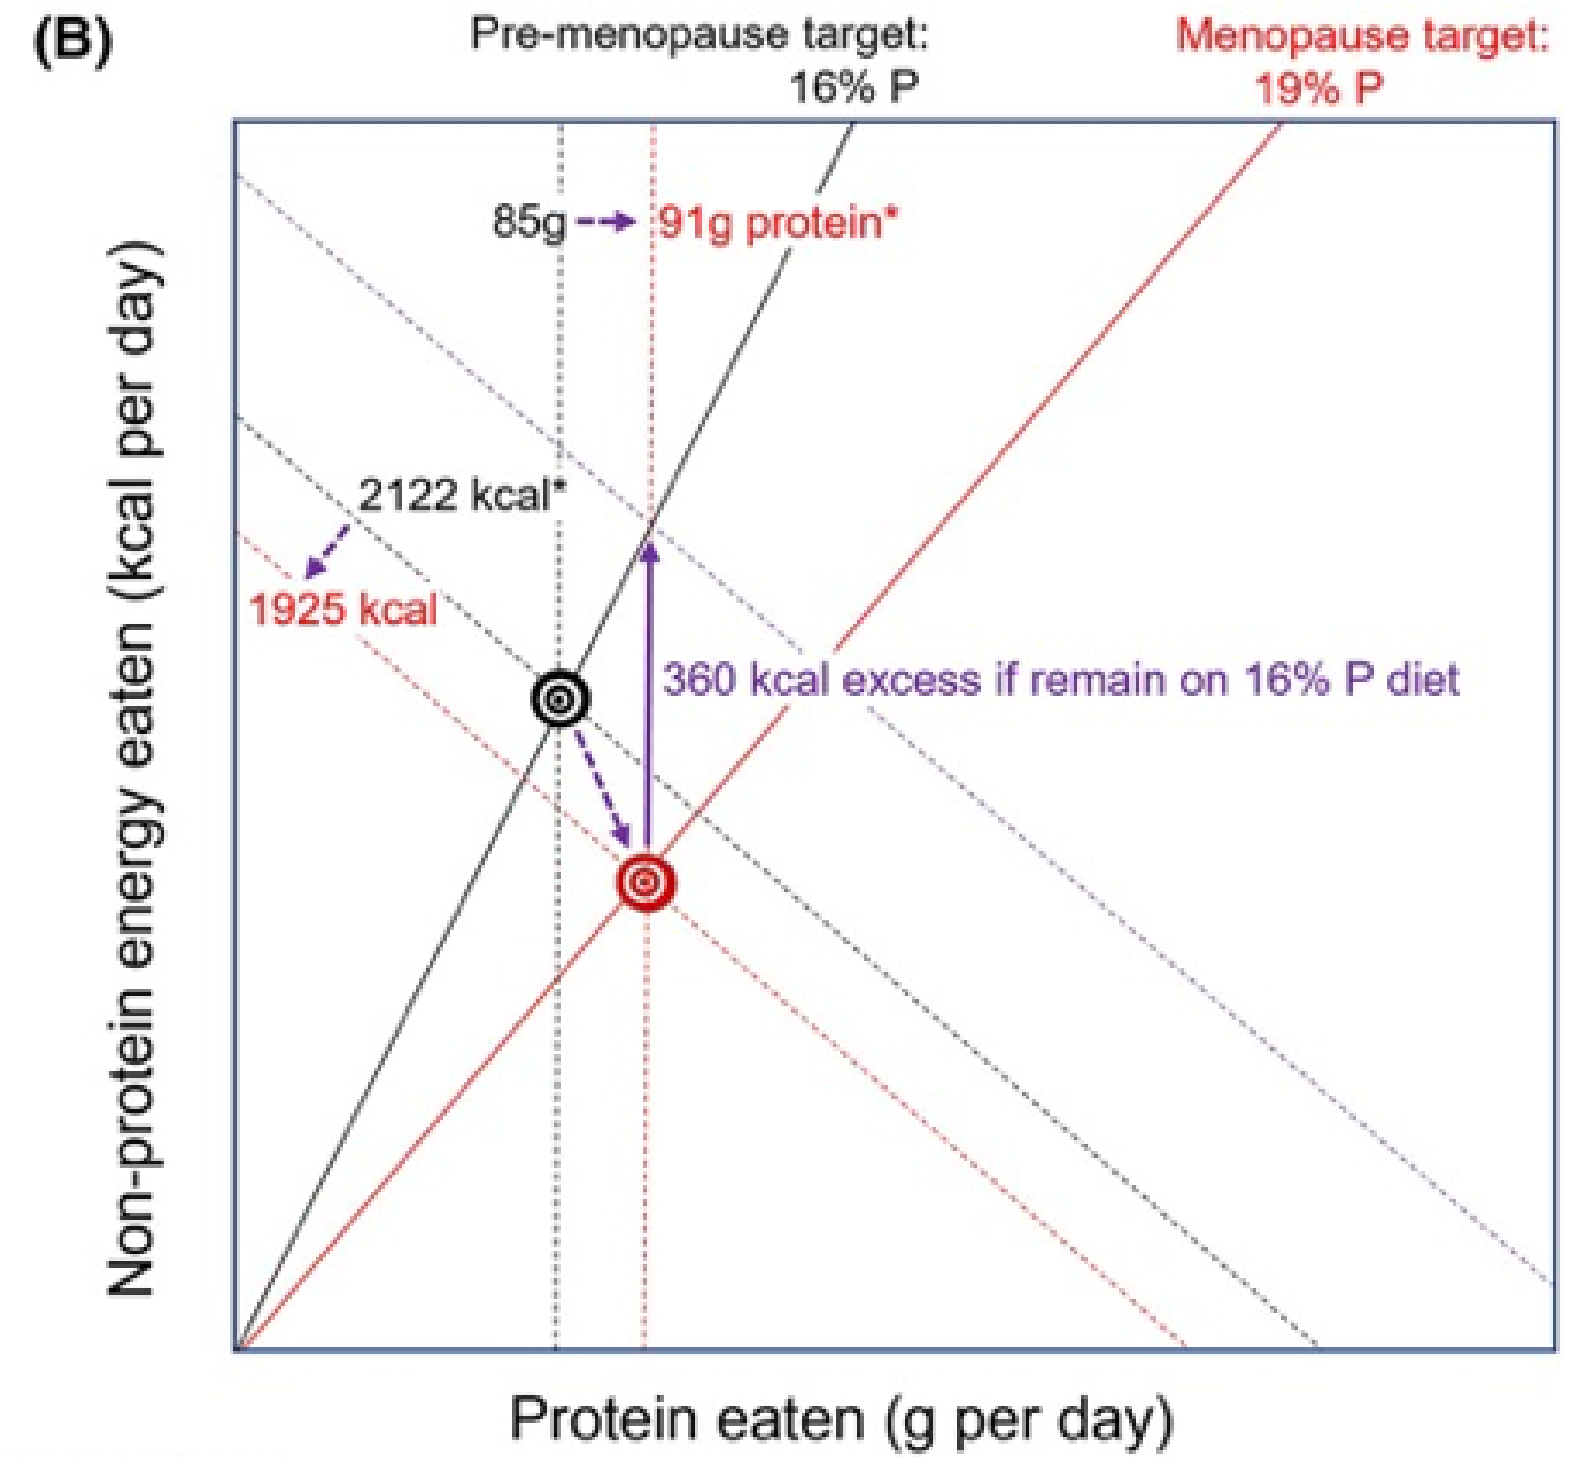 (B)
Pre-menopause target:
16% P
Menopause target:
19% P
85g
91g protein*
2122 kcal*
1925 kcal
360 kcal excess if remain on 16% P diet
Non-protein energy eaten (kcal per day)
Protein eaten (g per day)